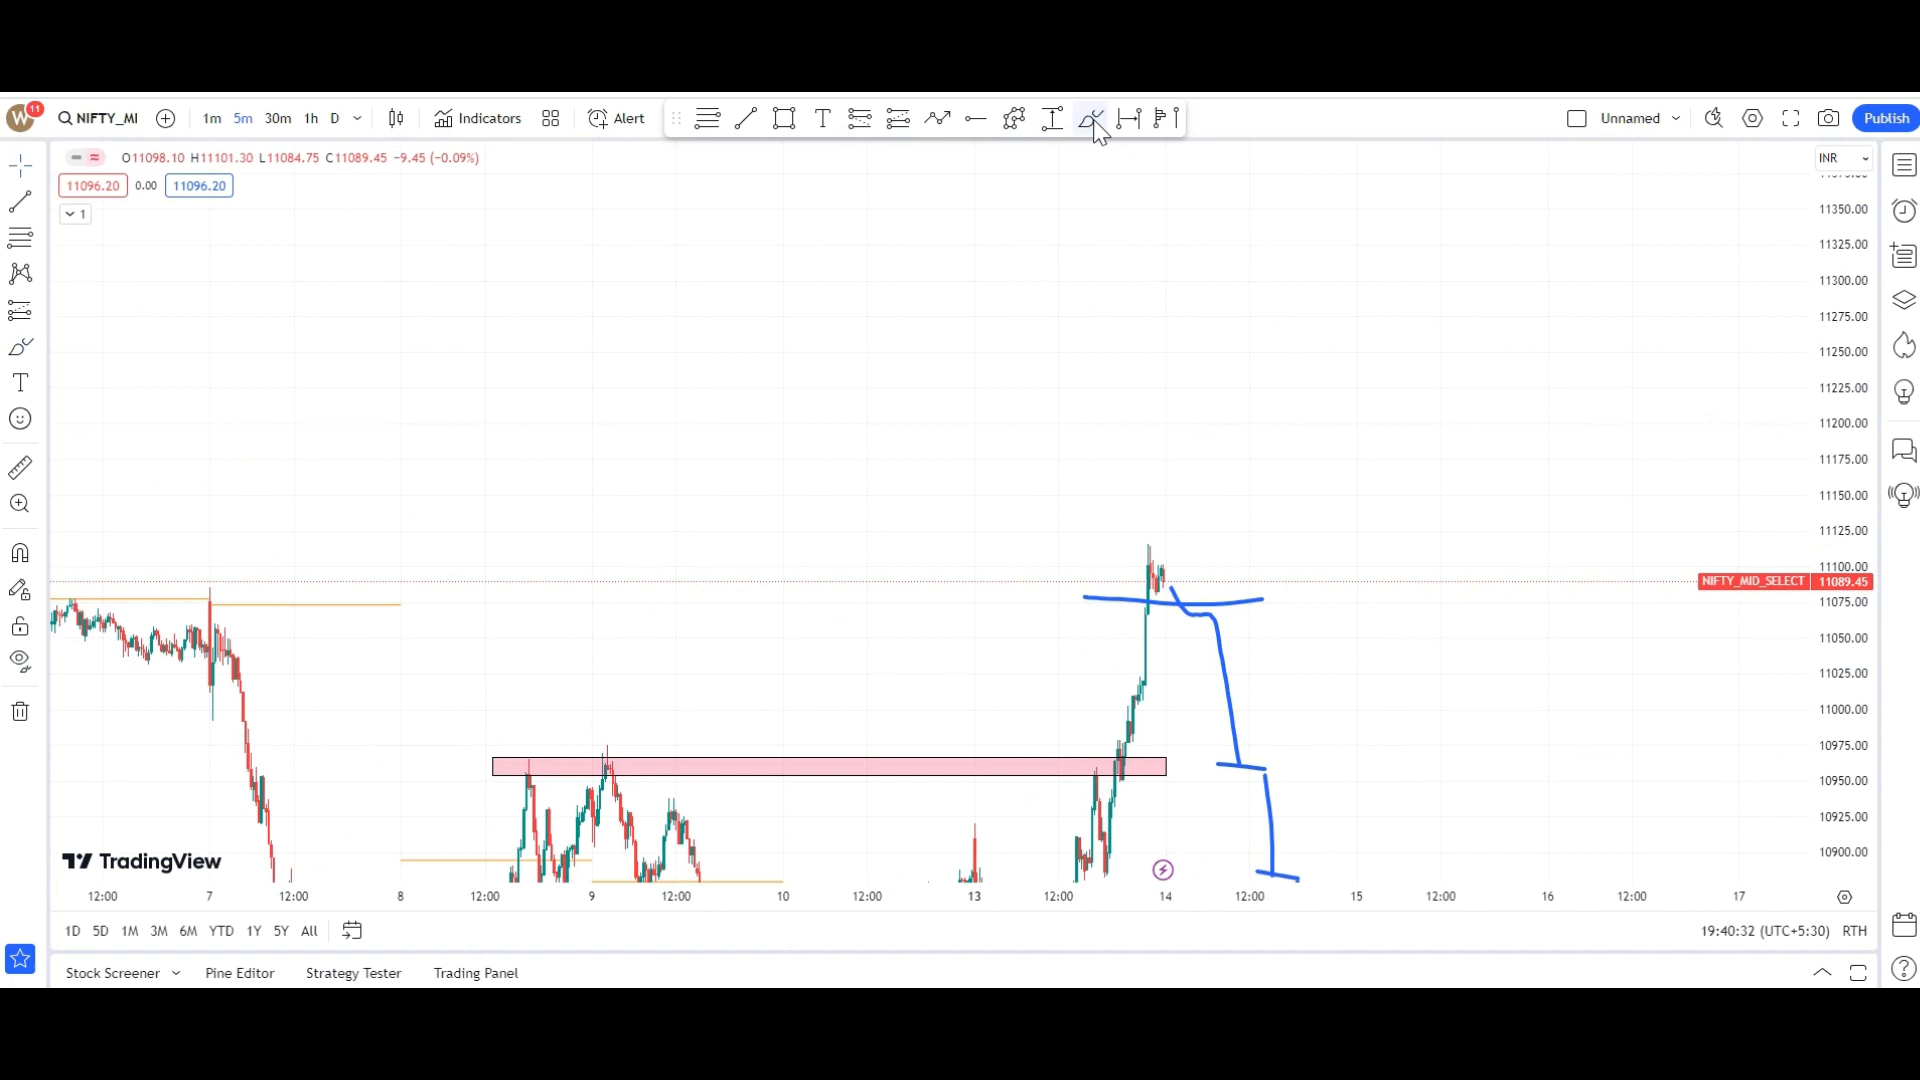 W 11 NIFTY_MI 1m 5m 30m 1h D Indicators Alert Unnamed Publish
O11098.10 H11101.30 L11084.75 C11089.45 −9.45 (−0.09%) INR
11096.20 0.00 11096.20
1
11350.00
11325.00
11300.00
11275.00
11250.00
11225.00
11200.00
11175.00
11150.00
11125.00
11100.00
NIFTY_MID_SELECT 11089.45
11075.00
11050.00
11025.00
11000.00
10975.00
10950.00
10925.00
10900.00
TradingView
12:00 7 12:00 8 12:00 9 12:00 10 12:00 13 12:00 14 12:00 15 12:00 16 12:00 17
1D 5D 1M 3M 6M YTD 1Y 5Y All 19:40:32 (UTC+5:30) RTH
Stock Screener Pine Editor Strategy Tester Trading Panel